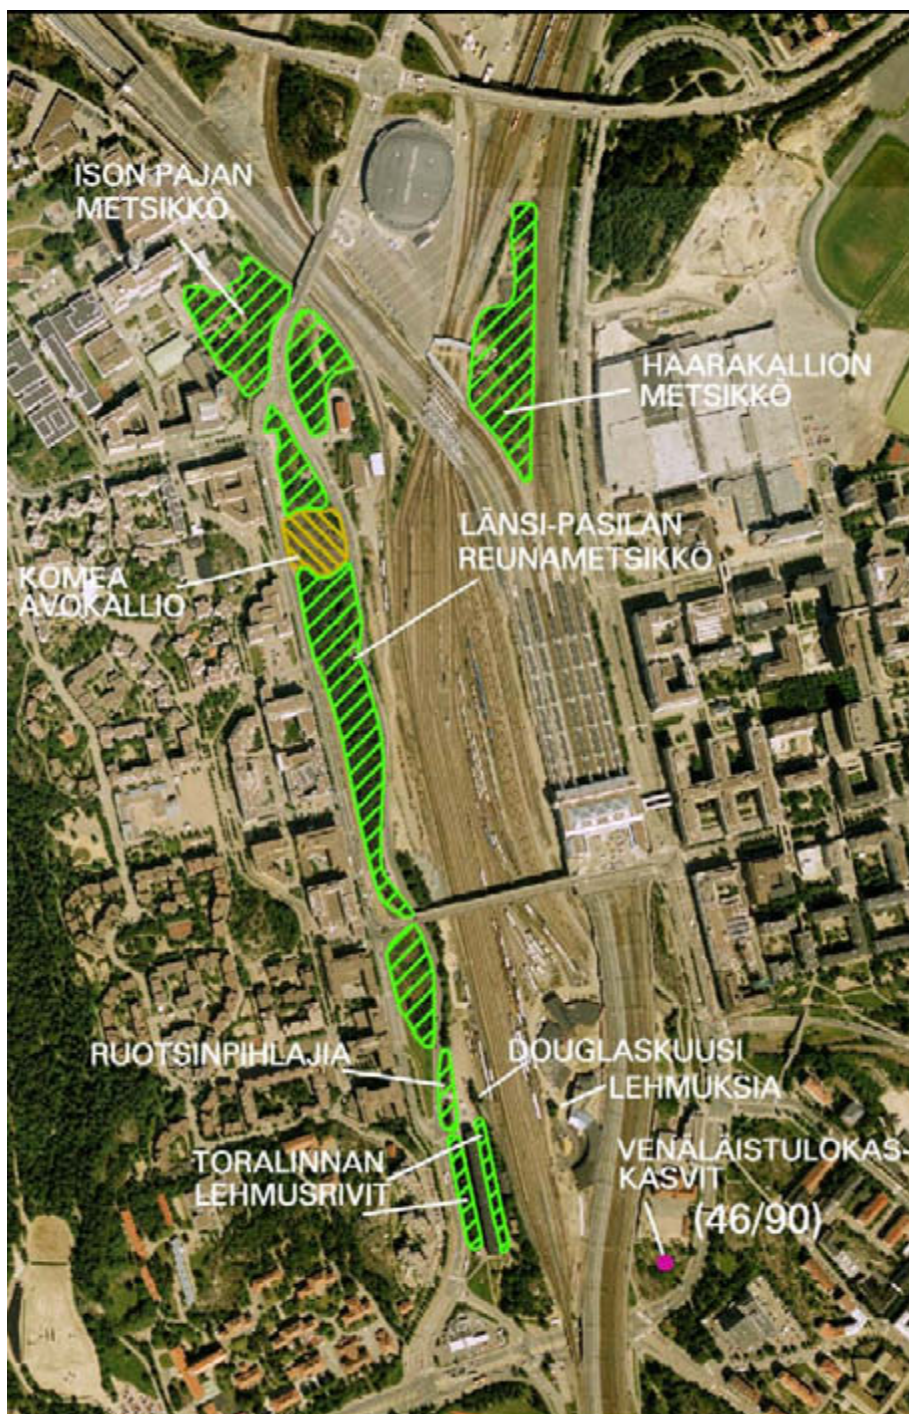 ISON PAJAN
METSIKKÖ
HAARAKALLION
METSIKKÖ
LÄNSI-PASILAN
REUNAMETSIKKÖ
KOMEA
AVOKALLIO
RUOTSINPIHLAJIA
DOUGLASKUUSI
LEHMUKSIA
TORALINNAN
LEHMUSRIVIT
VENÄLÄISTULOKAS-
KASVIT
(46/90)